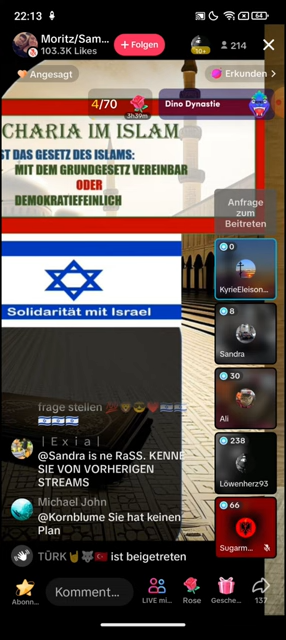 22:13
64
Moritz/Sam...
103.3K Likes
+ Folgen
10+
214
Angesagt
Erkunden >
4/70
3h39m
Dino Dynastie
CHARIA IM ISLAM
ST DAS GESETZ DES ISLAMS:
MIT DEM GRUNDGESETZ VEREINBAR
ODER
DEMOKRATIEFEINLICH
Anfrage
zum
Beitreten
0
KyrieEleison...
Solidarität mit Israel
8
Sandra
30
Ali
frage stellen 💯🦁😎❤️🇮🇱🇮🇱
🇮🇱🇮🇱🇮🇱
| E x i a |
@Sandra is ne RaSS. KENNE
SIE VON VORHERIGEN
STREAMS
238
Löwenherz93
Michael John
@Kornblume Sie hat keinen
Plan
66
Sugarm...
TÜRK🤘🐺🇹🇷 ist beigetreten
Abonn...
Komment...
LIVE mi...
Rose
Gesche...
137